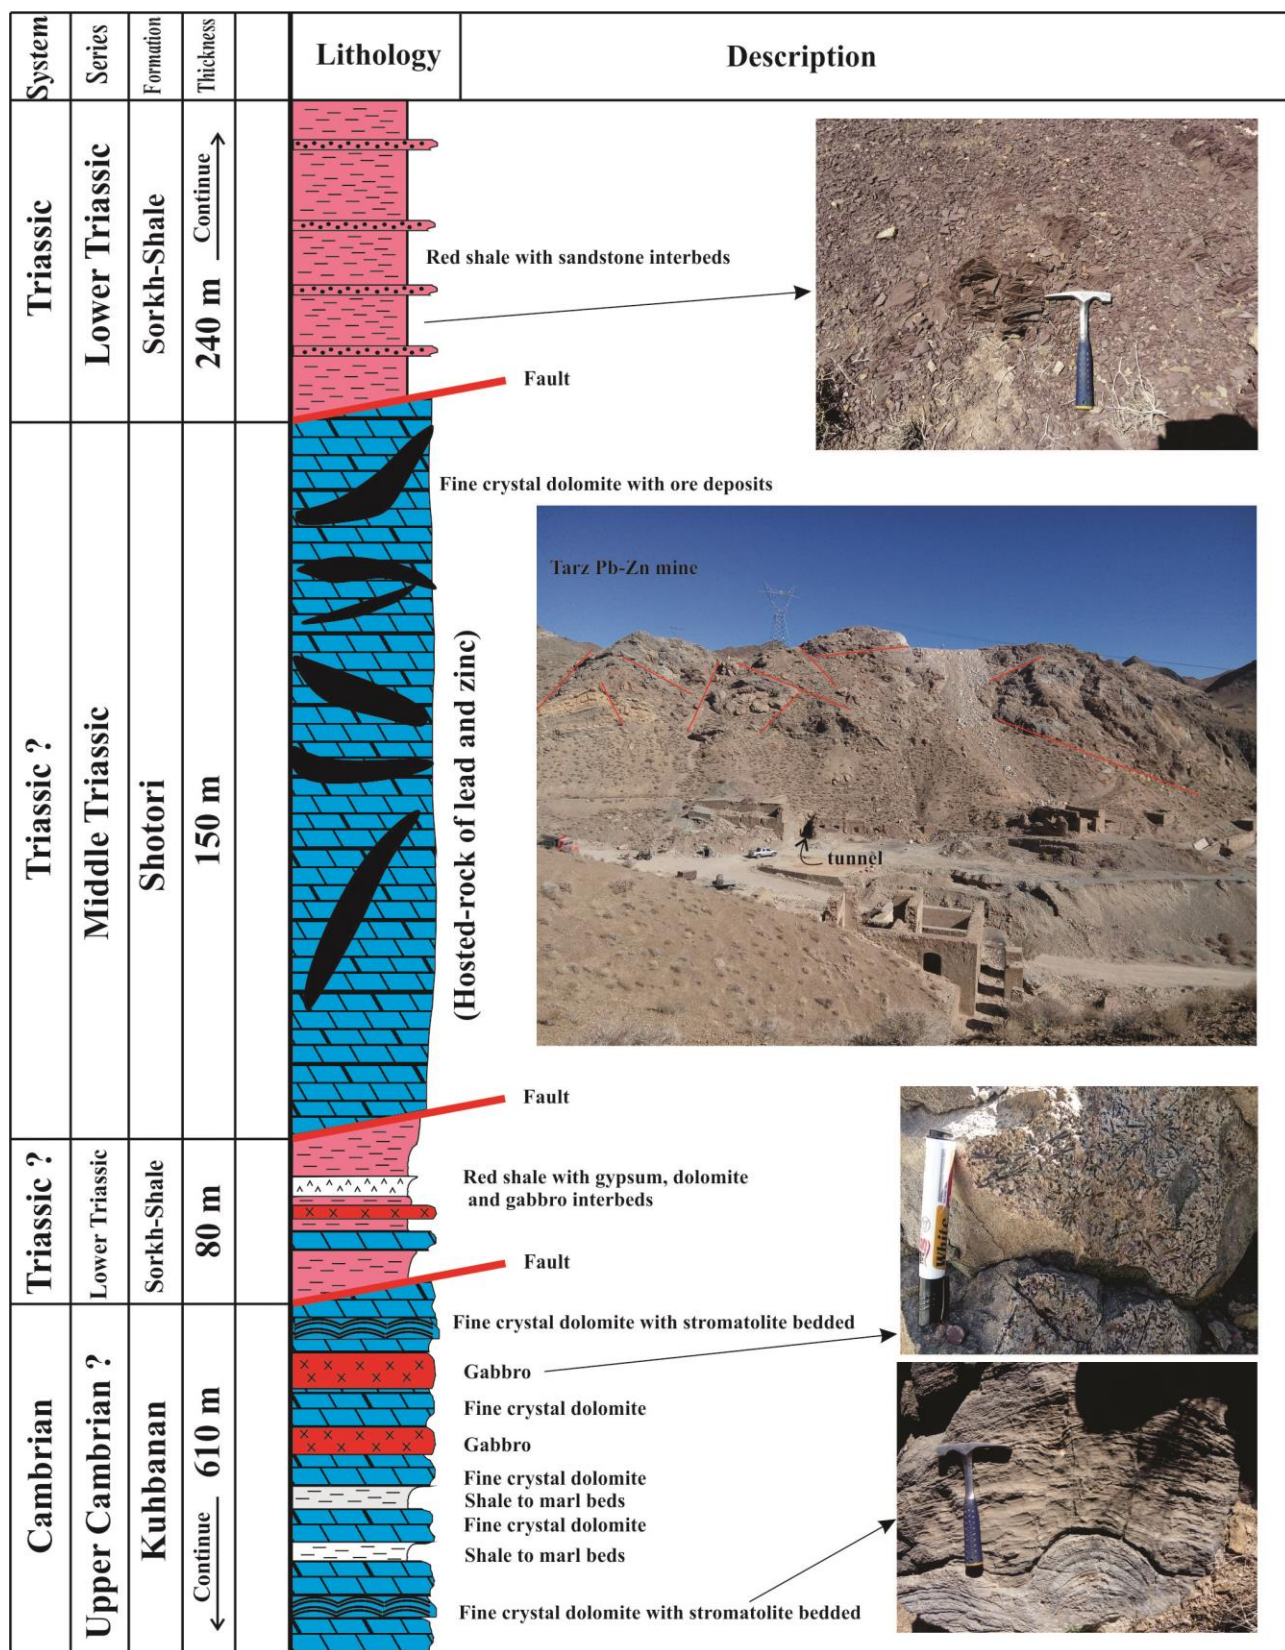 System
Series
Formation
Thickness
Lithology
Description
Triassic
Lower Triassic
Sorkh-Shale
240 m
Continue
Red shale with sandstone interbeds
Fault
Triassic ?
Middle Triassic
Shotori
150 m
Fine crystal dolomite with ore deposits
(Hosted-rock of lead and zinc)
Tarz Pb-Zn mine
tunnel
Fault
Triassic ?
Lower Triassic
Sorkh-Shale
80 m
Red shale with gypsum, dolomite
and gabbro interbeds
Fault
White
Cambrian
Upper Cambrian ?
Kuhbanan
610 m
Continue
Fine crystal dolomite with stromatolite bedded
Gabbro
Fine crystal dolomite
Gabbro
Fine crystal dolomite
Shale to marl beds
Fine crystal dolomite
Shale to marl beds
Fine crystal dolomite with stromatolite bedded